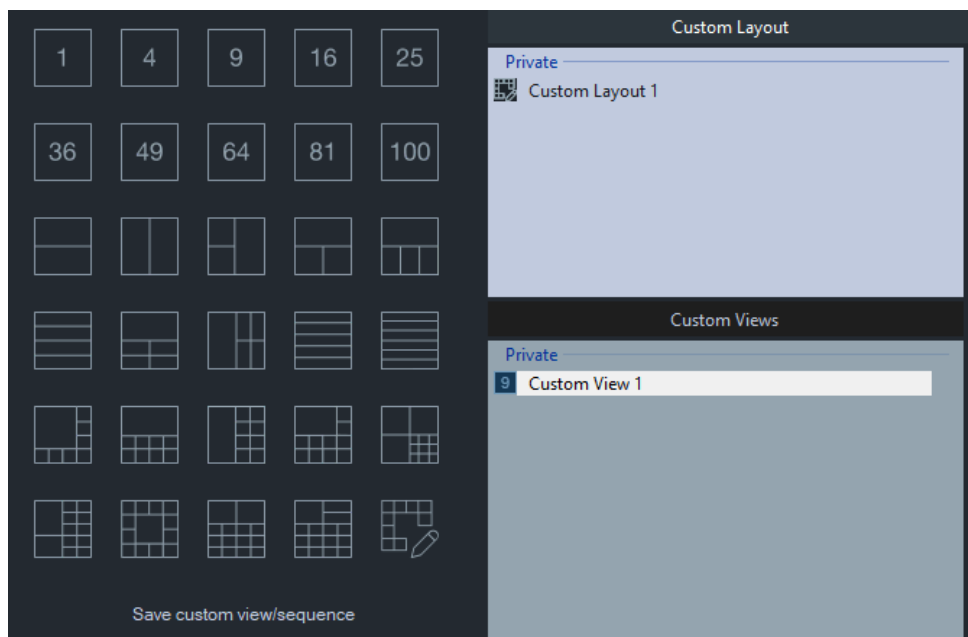 1 4 9 16 25
36 49 64 81 100
Save custom view/sequence
Custom Layout
Private
Custom Layout 1
Custom Views
Private
9 Custom View 1